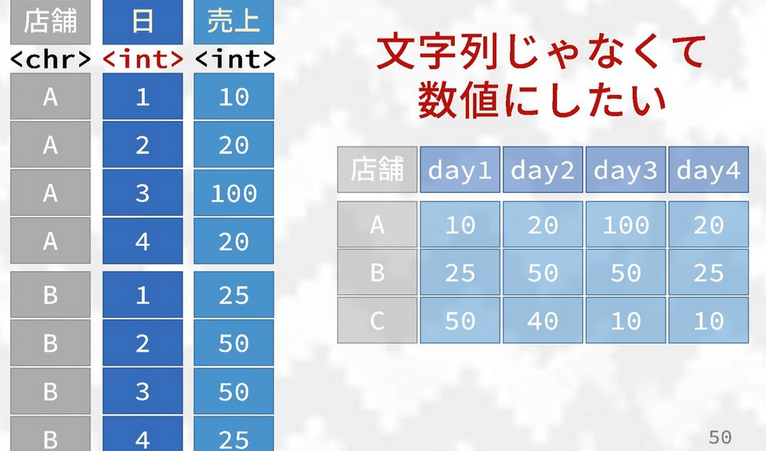 店舗 日 売上
<chr> <int> <int>
A 1 10
A 2 20
A 3 100
A 4 20
B 1 25
B 2 50
B 3 50
B 4 25
文字列じゃなくて
数値にしたい
店舗 day1 day2 day3 day4
A 10 20 100 20
B 25 50 50 25
C 50 40 10 10
50